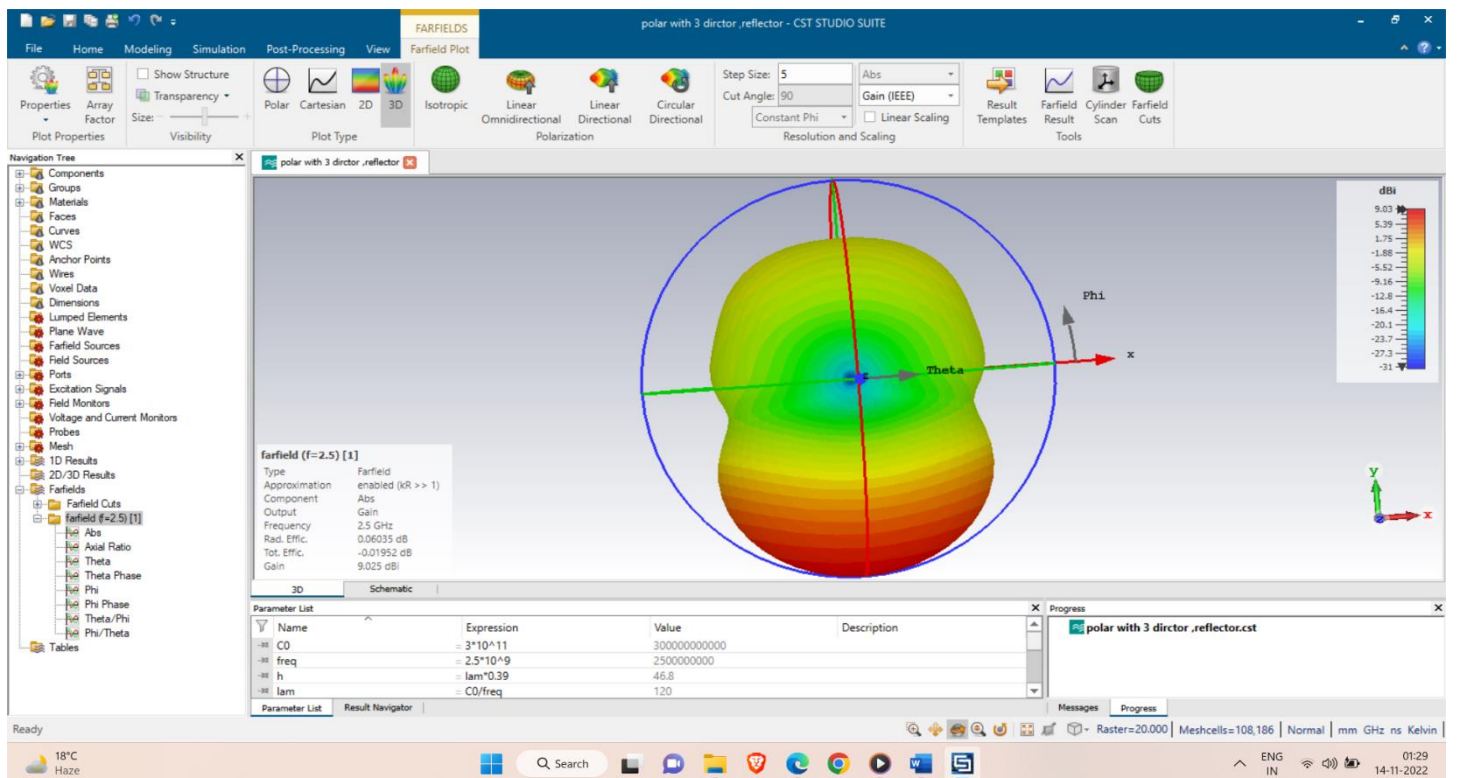 FARFIELDS
polar with 3 dirctor ,reflector - CST STUDIO SUITE
File Home Modeling Simulation Post-Processing View Farfield Plot
Properties
Array Factor
Show Structure
Transparency
Size:
Plot Properties
Visibility
Polar
Cartesian
2D
3D
Plot Type
Isotropic
Linear Omnidirectional
Linear Directional
Circular Directional
Polarization
Step Size: 5
Cut Angle: 90
Constant Phi
Abs
Gain (IEEE)
Linear Scaling
Resolution and Scaling
Result Templates
Farfield Result
Cylinder Scan
Farfield Cuts
Tools
Navigation Tree
Components
Groups
Materials
Faces
Curves
WCS
Anchor Points
Wires
Voxel Data
Dimensions
Lumped Elements
Plane Wave
Farfield Sources
Field Sources
Ports
Excitation Signals
Field Monitors
Voltage and Current Monitors
Probes
Mesh
1D Results
2D/3D Results
Farfields
Farfield Cuts
farfield (f=2.5) [1]
Abs
Axial Ratio
Theta
Theta Phase
Phi
Phi Phase
Theta/Phi
Phi/Theta
Tables
polar with 3 dirctor ,reflector
Phi
x
Theta
dBi
9.03
5.39
1.75
-1.88
-5.52
-9.16
-12.8
-16.4
-20.1
-23.7
-27.3
-31
y
x
farfield (f=2.5) [1]
Type Farfield
Approximation enabled (kR >> 1)
Component Abs
Output Gain
Frequency 2.5 GHz
Rad. Effic. 0.06035 dB
Tot. Effic. -0.01952 dB
Gain 9.025 dBi
3D Schematic
Parameter List
Name Expression Value Description
C0 = 3*10^11 300000000000
freq = 2.5*10^9 2500000000
h = lam*0.39 46.8
lam = C0/freq 120
Parameter List Result Navigator
Progress
polar with 3 dirctor ,reflector.cst
Messages Progress
Ready
Raster=20.000 Meshcells=108,186 Normal mm GHz ns Kelvin
18°C
Haze
Search
ENG
IN
01:29
14-11-2022